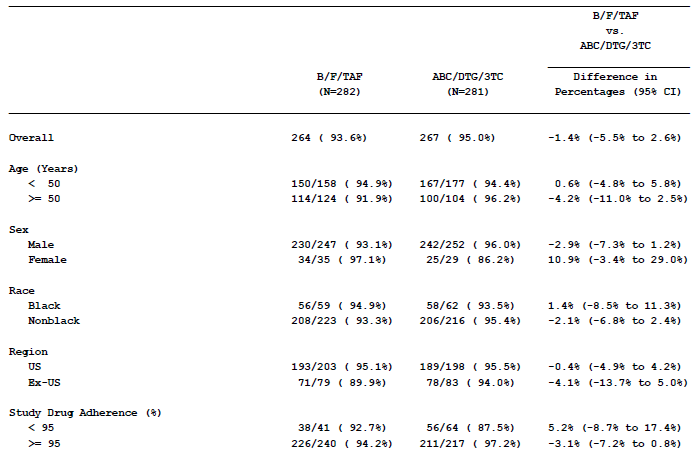 B/F/TAF
vs.
ABC/DTG/3TC
B/F/TAF ABC/DTG/3TC Difference in
(N=282) (N=281) Percentages (95% CI)
Overall 264 ( 93.6%) 267 ( 95.0%) -1.4% (-5.5% to 2.6%)
Age (Years)
< 50 150/158 ( 94.9%) 167/177 ( 94.4%) 0.6% (-4.8% to 5.8%)
>= 50 114/124 ( 91.9%) 100/104 ( 96.2%) -4.2% (-11.0% to 2.5%)
Sex
Male 230/247 ( 93.1%) 242/252 ( 96.0%) -2.9% (-7.3% to 1.2%)
Female 34/35 ( 97.1%) 25/29 ( 86.2%) 10.9% (-3.4% to 29.0%)
Race
Black 56/59 ( 94.9%) 58/62 ( 93.5%) 1.4% (-8.5% to 11.3%)
Nonblack 208/223 ( 93.3%) 206/216 ( 95.4%) -2.1% (-6.8% to 2.4%)
Region
US 193/203 ( 95.1%) 189/198 ( 95.5%) -0.4% (-4.9% to 4.2%)
Ex-US 71/79 ( 89.9%) 78/83 ( 94.0%) -4.1% (-13.7% to 5.0%)
Study Drug Adherence (%)
< 95 38/41 ( 92.7%) 56/64 ( 87.5%) 5.2% (-8.7% to 17.4%)
>= 95 226/240 ( 94.2%) 211/217 ( 97.2%) -3.1% (-7.2% to 0.8%)